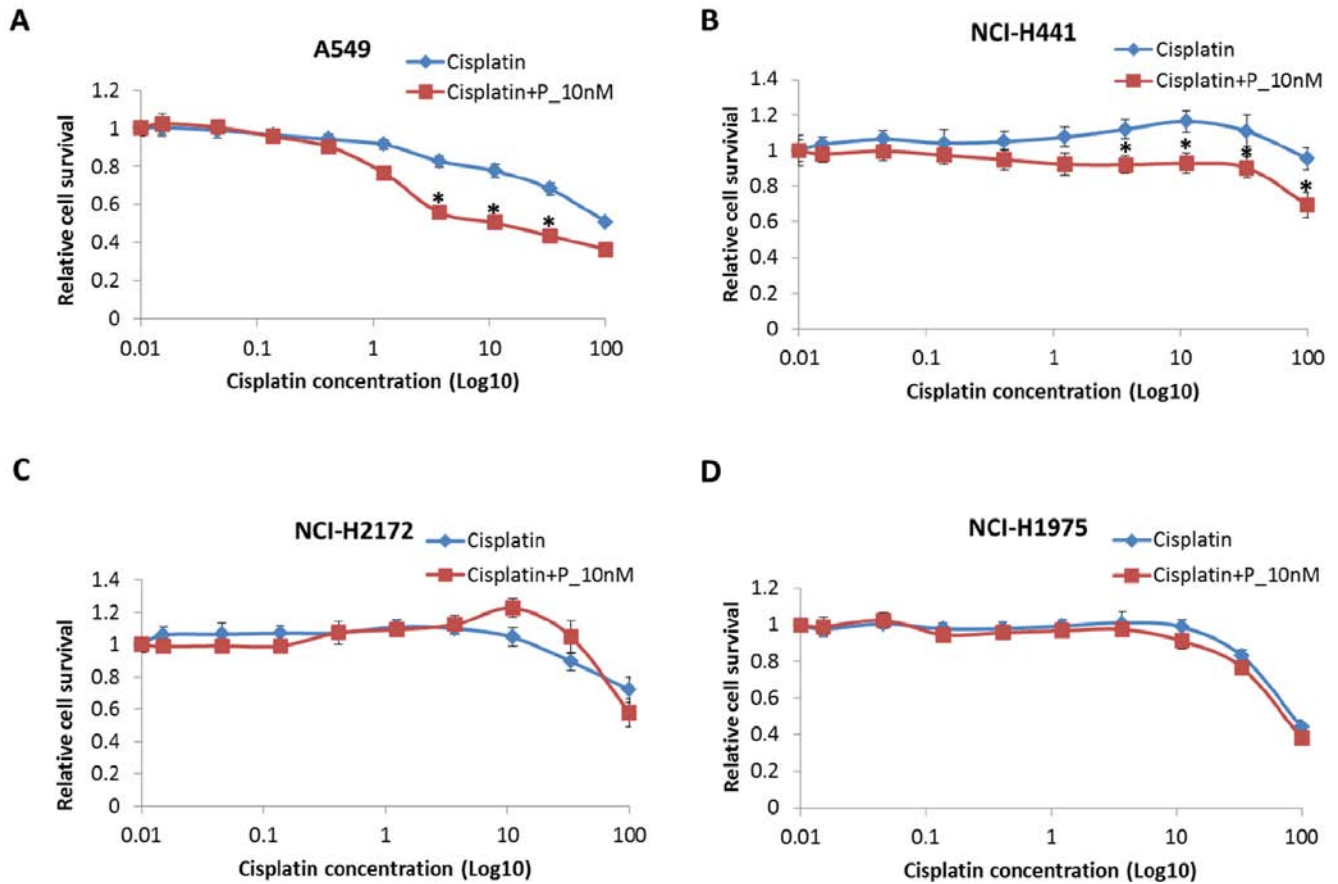 A
A549
Cisplatin
Cisplatin+P_10nM
Relative cell survival
1.2
1
0.8
0.6
0.4
0.2
0
* * *
0.01 0.1 1 10 100
Cisplatin concentration (Log10)
B
NCI-H441
Cisplatin
Cisplatin+P_10nM
Relative cell survivial
1.4
1.2
1
0.8
0.6
0.4
0.2
0
* * * *
0.01 0.1 1 10 100
Cisplatin concentration (Log10)
C
NCI-H2172
Cisplatin
Cisplatin+P_10nM
Relative cell survival
1.4
1.2
1
0.8
0.6
0.4
0.2
0
0.01 0.1 1 10 100
Cisplatin concentration (Log10)
D
NCI-H1975
Cisplatin
Cisplatin+P_10nM
Relative cell survival
1.2
1
0.8
0.6
0.4
0.2
0
0.01 0.1 1 10 100
Cisplatin concentration (Log10)